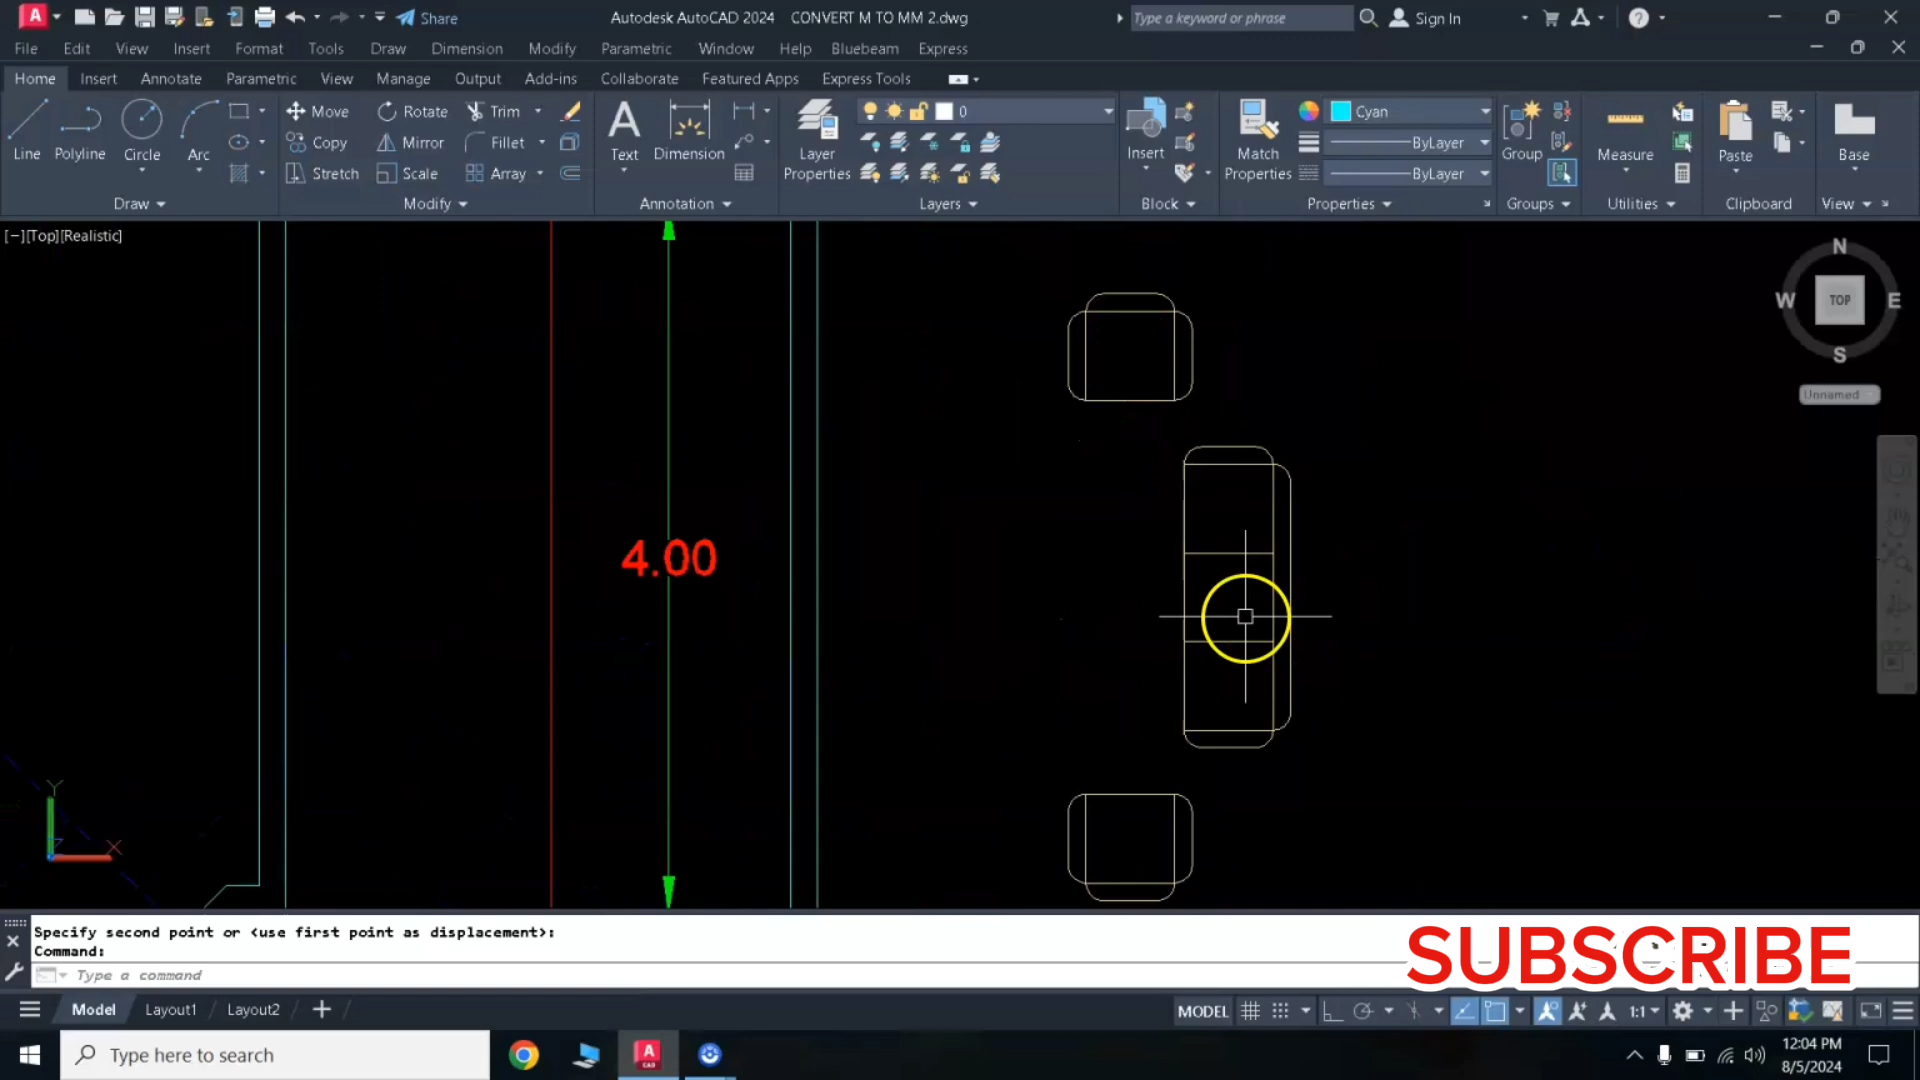 Share
Autodesk AutoCAD 2024 CONVERT M TO MM 2.dwg
Type a keyword or phrase
Sign In
File Edit View Insert Format Tools Draw Dimension Modify Parametric Window Help Bluebeam Express
Home Insert Annotate Parametric View Manage Output Add-ins Collaborate Featured Apps Express Tools
Line Polyline Circle Arc
Move Rotate Trim
Copy Mirror Fillet
Stretch Scale Array
Text Dimension
Layer Properties
0
Insert
Match Properties
Cyan
ByLayer
ByLayer
Group
Measure
Paste
Base
Draw Modify Annotation Layers Block Properties Groups Utilities Clipboard View
[−][Top][Realistic]
N
W TOP E
S
Unnamed
4.00
Y
X
Z
Specify second point or <use first point as displacement>:
Command:
Type a command
SUBSCRIBE
Model Layout1 Layout2
MODEL
1:1
Type here to search
A
CAD
12:04 PM
8/5/2024